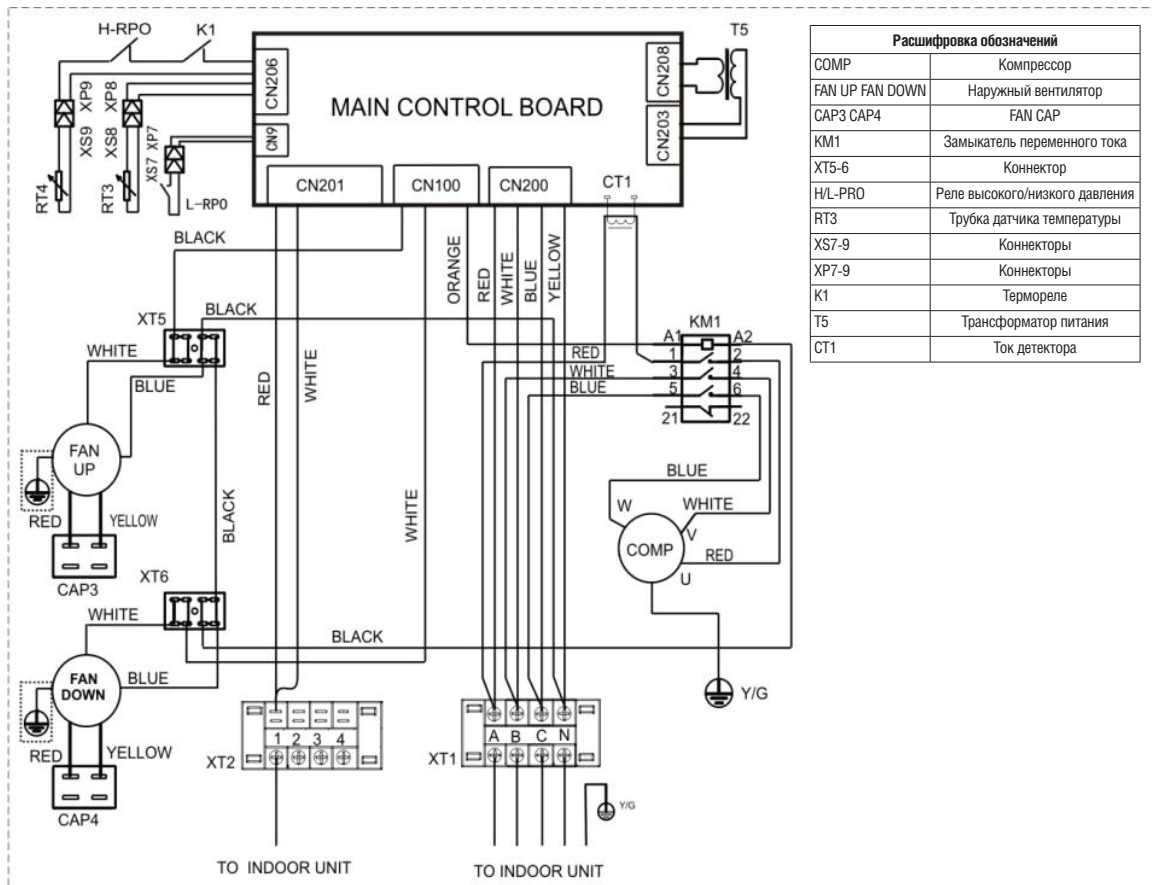 H-RPO K1 T5
XP9 XP8 CN206 CN208
MAIN CONTROL BOARD
XS9 XS8 XS7 XP7 CN9 CN203
RT4 RT3 L-RPO
CN201 CN100 CN200 CT1
BLACK ORANGE RED WHITE BLUE YELLOW
XT5 BLACK KM1
A1 A2
WHITE RED 1 2
BLUE WHITE 3 4
BLUE 5 6
21 22
RED WHITE
FAN
UP
BLUE
W WHITE
V
COMP RED
U
RED YELLOW BLACK WHITE
CAP3
XT6
WHITE
BLACK
FAN
DOWN
BLUE
Y/G
RED YELLOW
CAP4
XT2 1 2 3 4
XT1 A B C N
Y/G
TO INDOOR UNIT TO INDOOR UNIT
Расшифровка обозначений
COMP Компрессор
FAN UP FAN DOWN Наружный вентилятор
CAP3 CAP4 FAN CAP
KM1 Замыкатель переменного тока
XT5-6 Коннектор
H/L-PRO Реле высокого/низкого давления
RT3 Трубка датчика температуры
XS7-9 Коннекторы
XP7-9 Коннекторы
K1 Термореле
T5 Трансформатор питания
CT1 Ток детектора